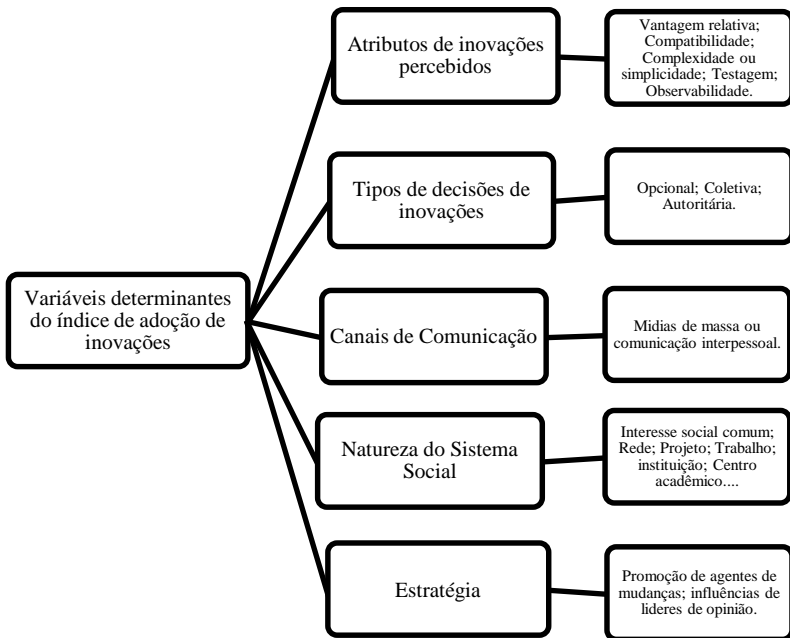 Atributos de inovações
percebidos
Vantagem relativa;
Compatibilidade;
Complexidade ou
simplicidade; Testagem;
Observabilidade.
Tipos de decisões de
inovações
Opcional; Coletiva;
Autoritária.
Variáveis determinantes
do índice de adoção de
inovações
Canais de Comunicação
Midias de massa ou
comunicação interpessoal.
Natureza do Sistema
Social
Interesse social comum;
Rede; Projeto; Trabalho;
instituição; Centro
acadêmico....
Estratégia
Promoção de agentes de
mudanças; influências de
lideres de opinião.